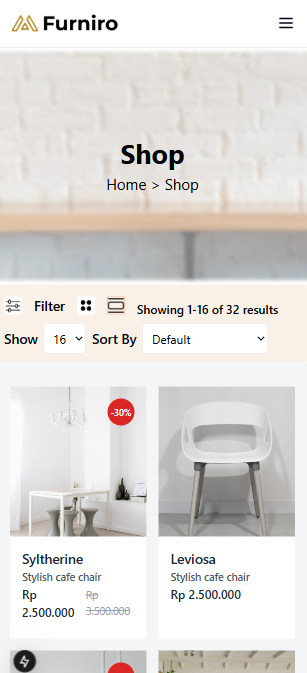 Furniro
Shop
Home > Shop
Filter
Showing 1-16 of 32 results
Show 16 Sort By Default
-30%
Syltherine
Stylish cafe chair
Rp 2.500.000
Rp 3.500.000
Leviosa
Stylish cafe chair
Rp 2.500.000